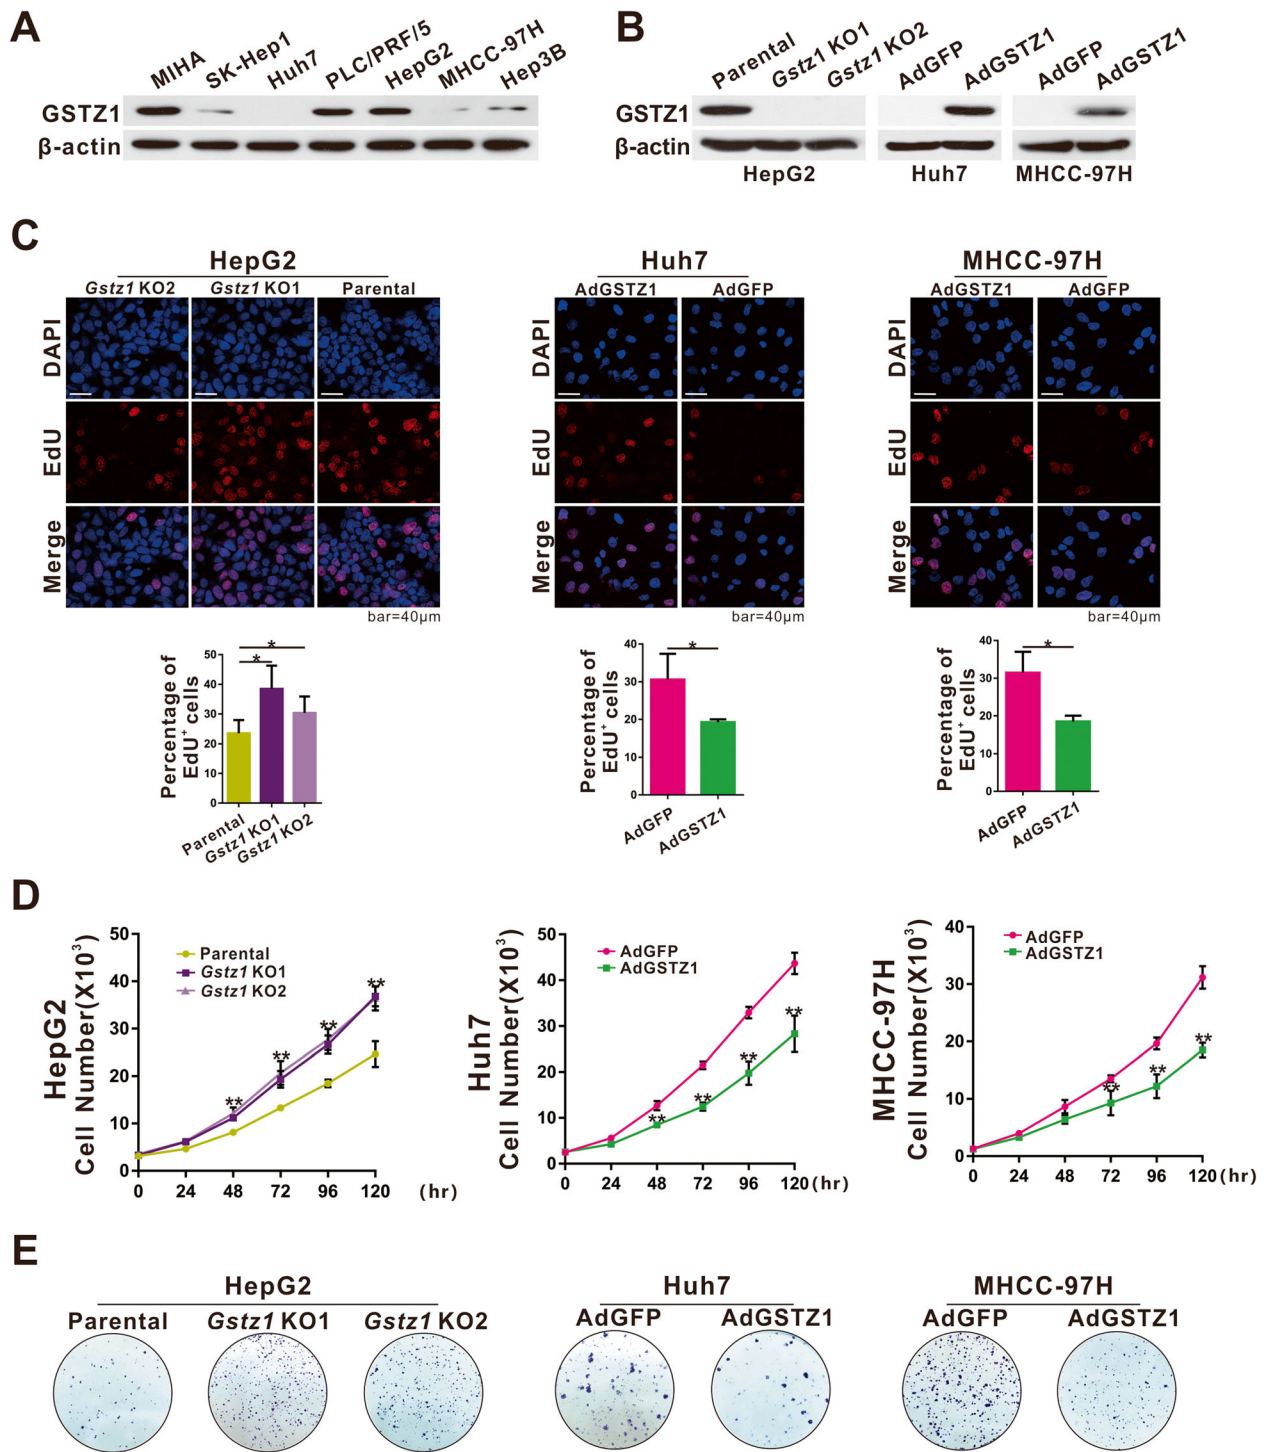 A
MIHA SK-Hep1 Huh7 PLC/PRF/5 HepG2 MHCC-97H Hep3B
GSTZ1
β-actin
B
Parental Gstz1 KO1 Gstz1 KO2 AdGFP AdGSTZ1 AdGFP AdGSTZ1
GSTZ1
β-actin
HepG2 Huh7 MHCC-97H
C
HepG2
Gstz1 KO2 Gstz1 KO1 Parental
DAPI
EdU
Merge
bar=40μm
Huh7
AdGSTZ1 AdGFP
DAPI
EdU
Merge
bar=40μm
MHCC-97H
AdGSTZ1 AdGFP
DAPI
EdU
Merge
bar=40μm
Percentage of
EdU+ cells
50
40
30
20
10
0
* *
Parental Gstz1 KO1 Gstz1 KO2
Percentage of
EdU+ cells
40
30
20
10
0
*
AdGFP AdGSTZ1
Percentage of
EdU+ cells
40
30
20
10
0
*
AdGFP AdGSTZ1
D
HepG2
Cell Number(X10³)
50
40
30
20
10
0
Parental
Gstz1 KO1
Gstz1 KO2
** ** ** **
0 24 48 72 96 120 (hr)
Huh7
Cell Number(X10³)
50
40
30
20
10
0
AdGFP
AdGSTZ1
** ** ** **
0 24 48 72 96 120 (hr)
MHCC-97H
Cell Number(X10³)
40
30
20
10
0
AdGFP
AdGSTZ1
** ** **
0 24 48 72 96 120 (hr)
E
HepG2
Parental Gstz1 KO1 Gstz1 KO2
Huh7
AdGFP AdGSTZ1
MHCC-97H
AdGFP AdGSTZ1